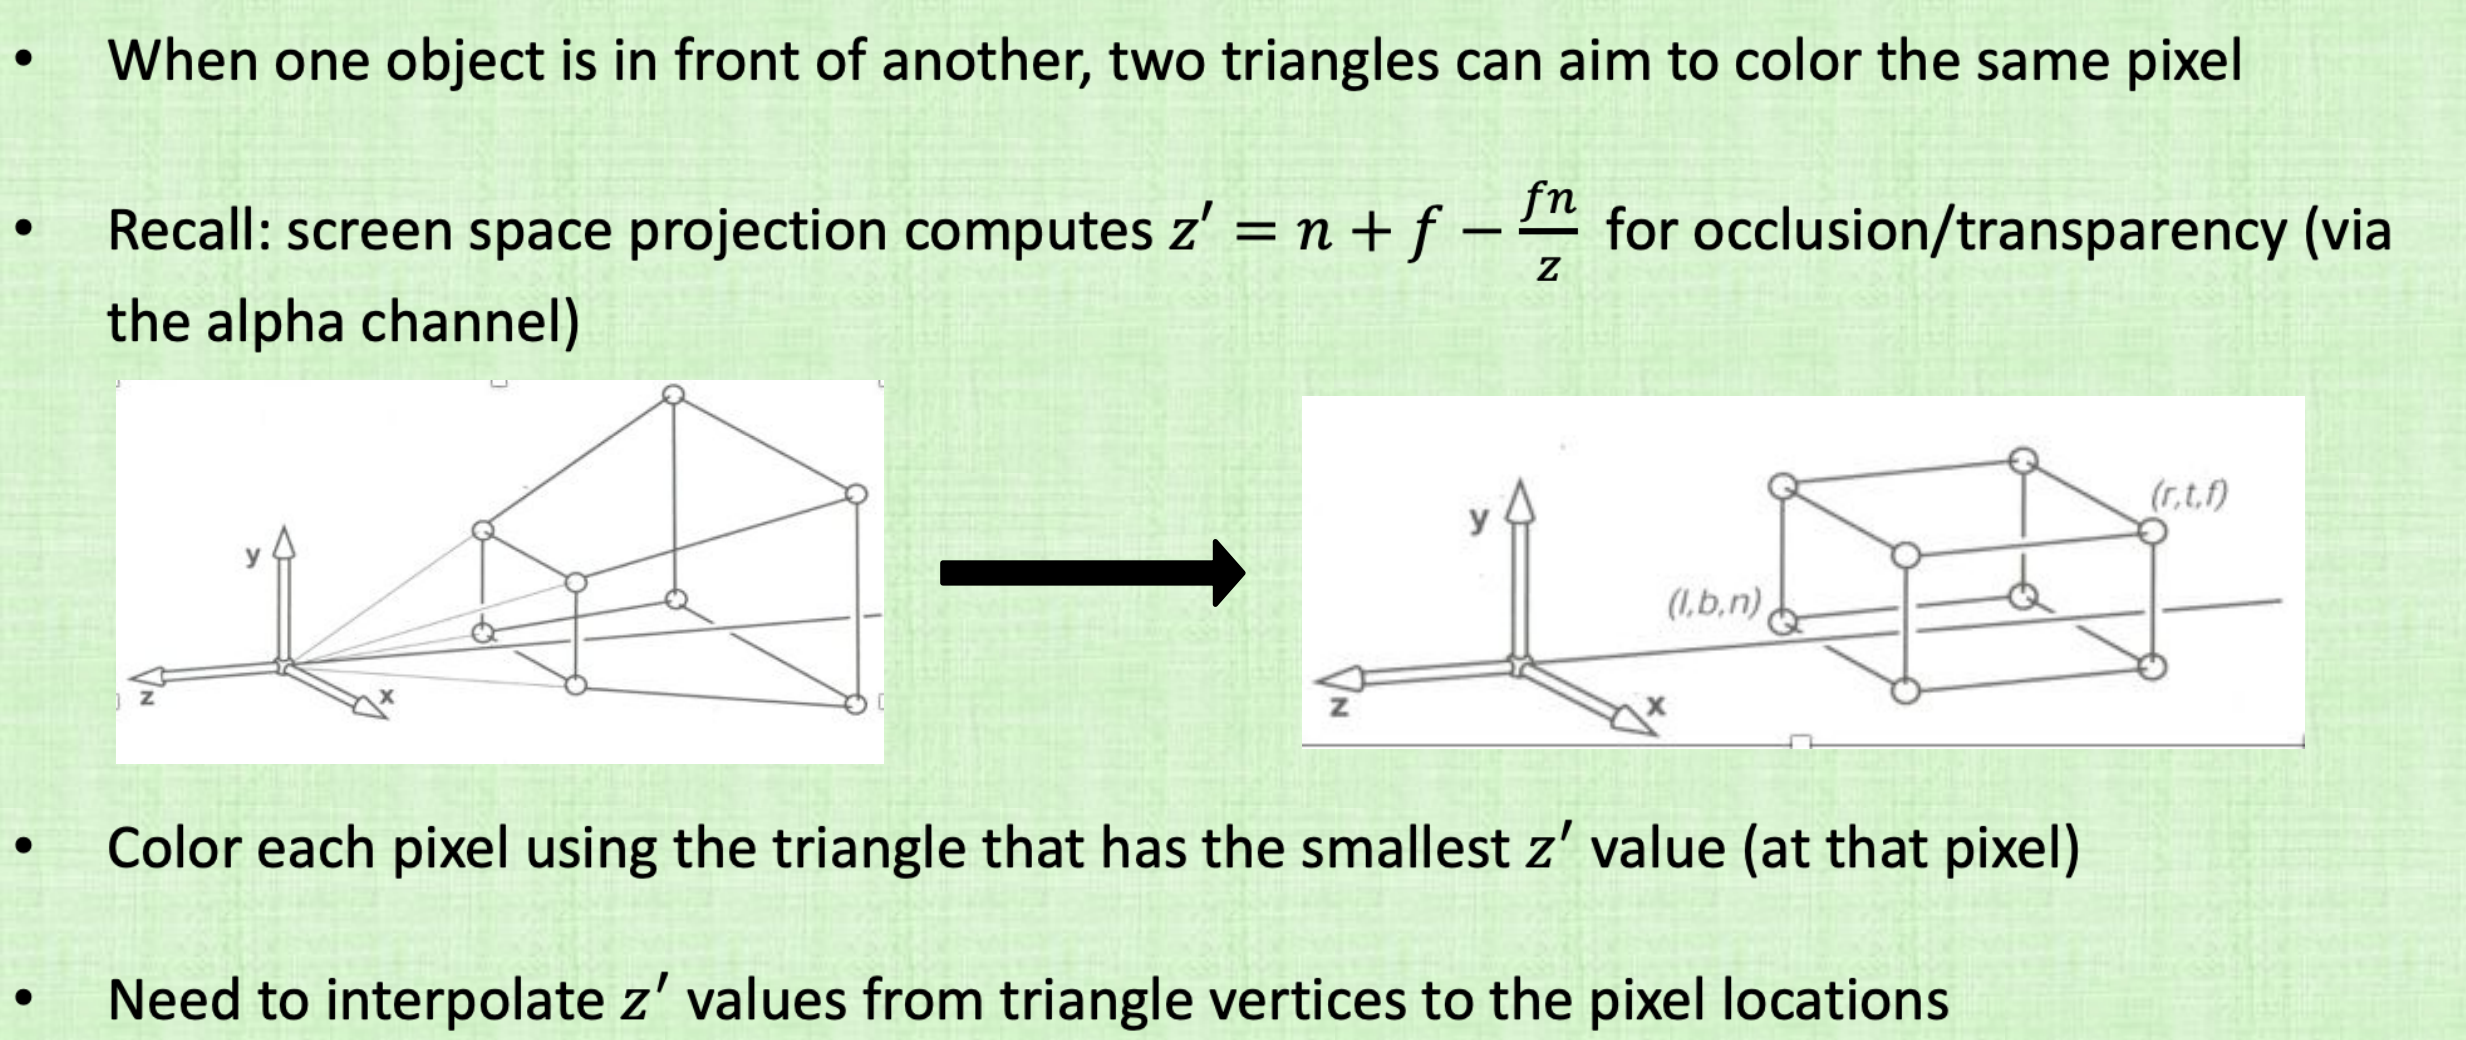 • When one object is in front of another, two triangles can aim to color the same pixel
• Recall: screen space projection computes z′ = n + f − fn/z for occlusion/transparency (via
the alpha channel)
y
z
x
y
(r,t,f)
(l,b,n)
z
x
• Color each pixel using the triangle that has the smallest z′ value (at that pixel)
• Need to interpolate z′ values from triangle vertices to the pixel locations